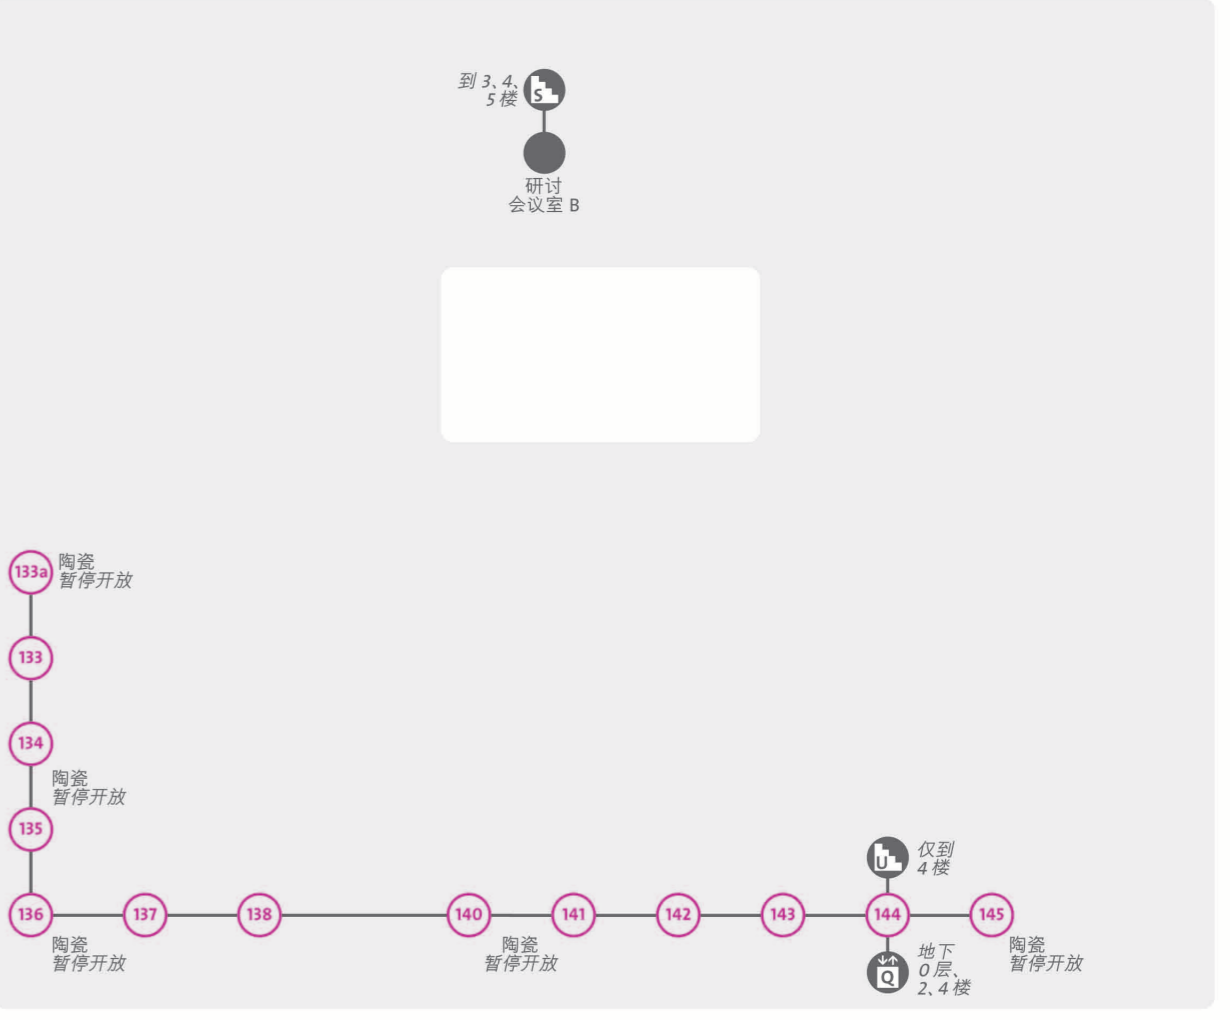 到 3、4、
5 楼
S
研讨
会议室 B
133a
陶瓷
暂停开放
133
134
陶瓷
暂停开放
135
U
仅到
4 楼
136
137
138
140
141
142
143
144
145
陶瓷
暂停开放
陶瓷
暂停开放
Q
地下
0 层、
2、4 楼
陶瓷
暂停开放